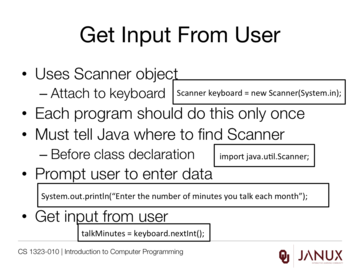 Get Input From User
• Uses Scanner object
– Attach to keyboard
Scanner keyboard = new Scanner(System.in);
• Each program should do this only once
• Must tell Java where to find Scanner
– Before class declaration
import java.util.Scanner;
• Prompt user to enter data
System.out.println(“Enter the number of minutes you talk each month”);
• Get input from user
talkMinutes = keyboard.nextInt();
CS 1323-010 | Introduction to Computer Programming
JANUX